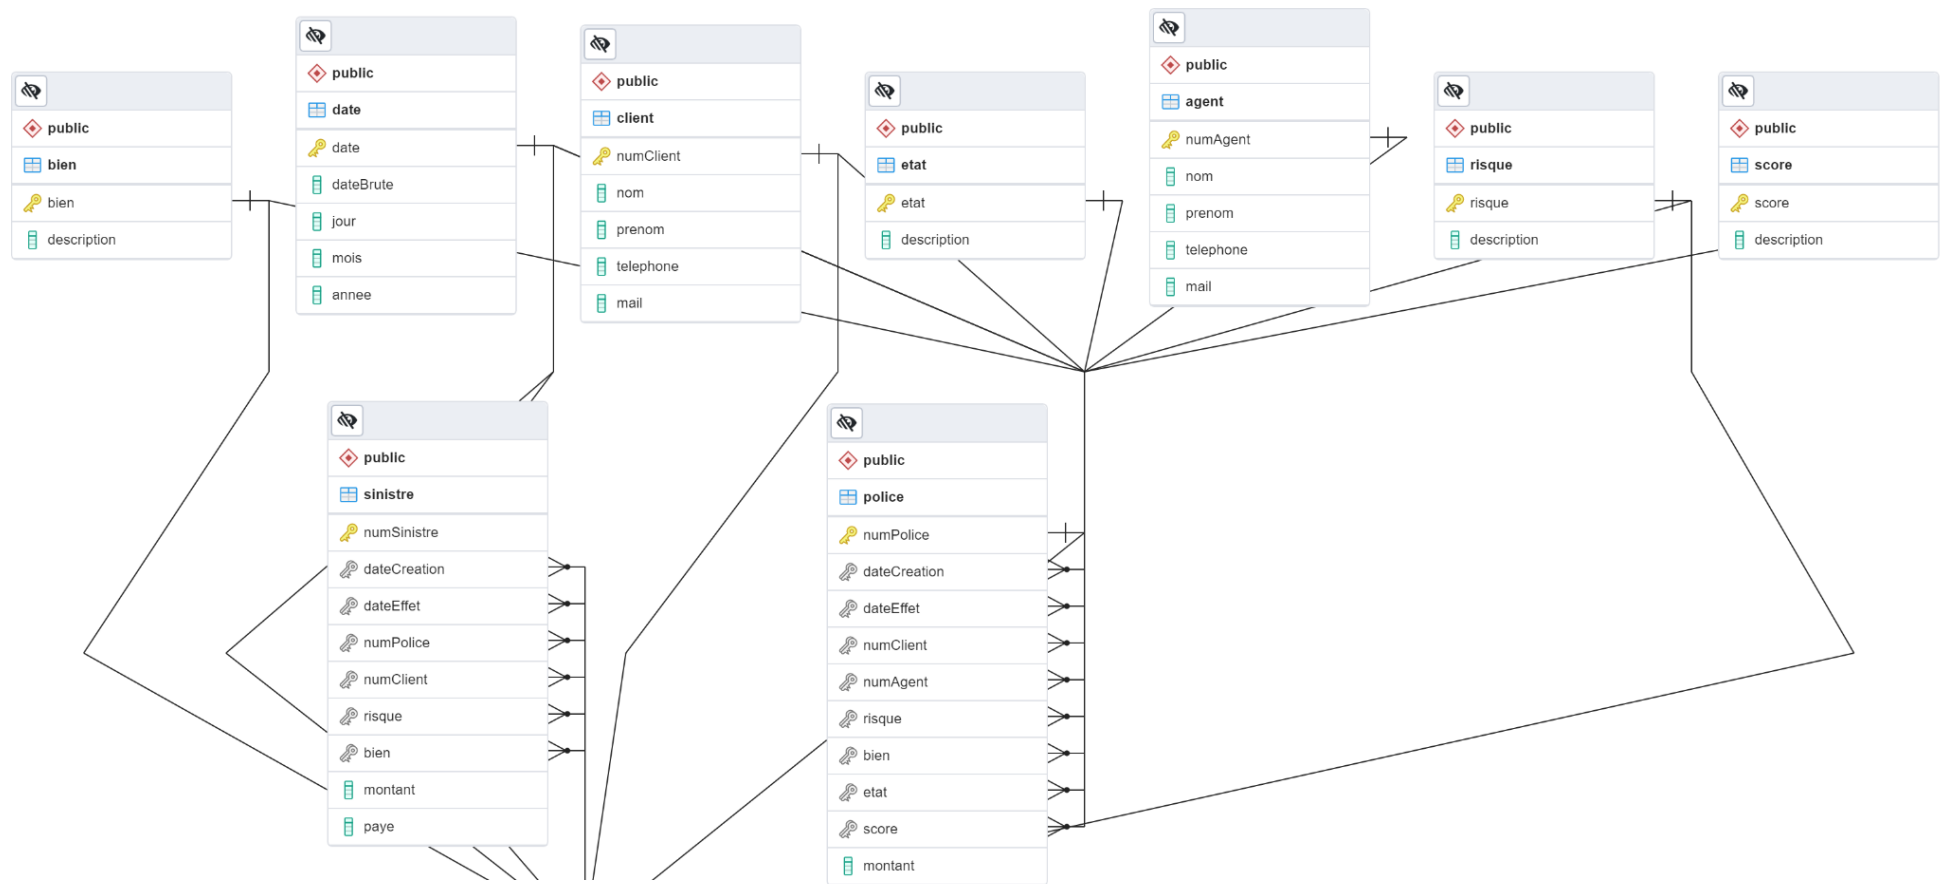 public
bien
bien
description
public
date
date
dateBrute
jour
mois
annee
public
client
numClient
nom
prenom
telephone
mail
public
etat
etat
description
public
agent
numAgent
nom
prenom
telephone
mail
public
risque
risque
description
public
score
score
description
public
sinistre
numSinistre
dateCreation
dateEffet
numPolice
numClient
risque
bien
montant
paye
public
police
numPolice
dateCreation
dateEffet
numClient
numAgent
risque
bien
etat
score
montant